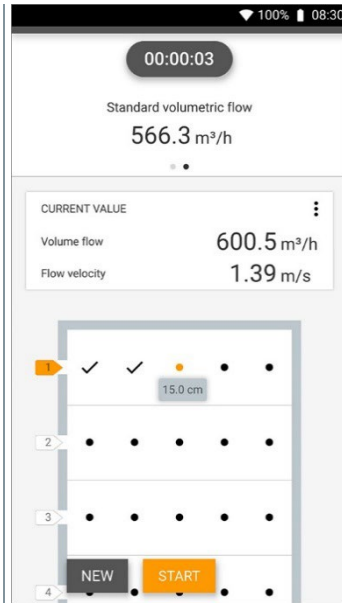 100% 08:30
00:00:03
Standard volumetric flow
566.3 m³/h
CURRENT VALUE
Volume flow 600.5 m³/h
Flow velocity 1.39 m/s
1
15.0 cm
2
3
4
NEW START